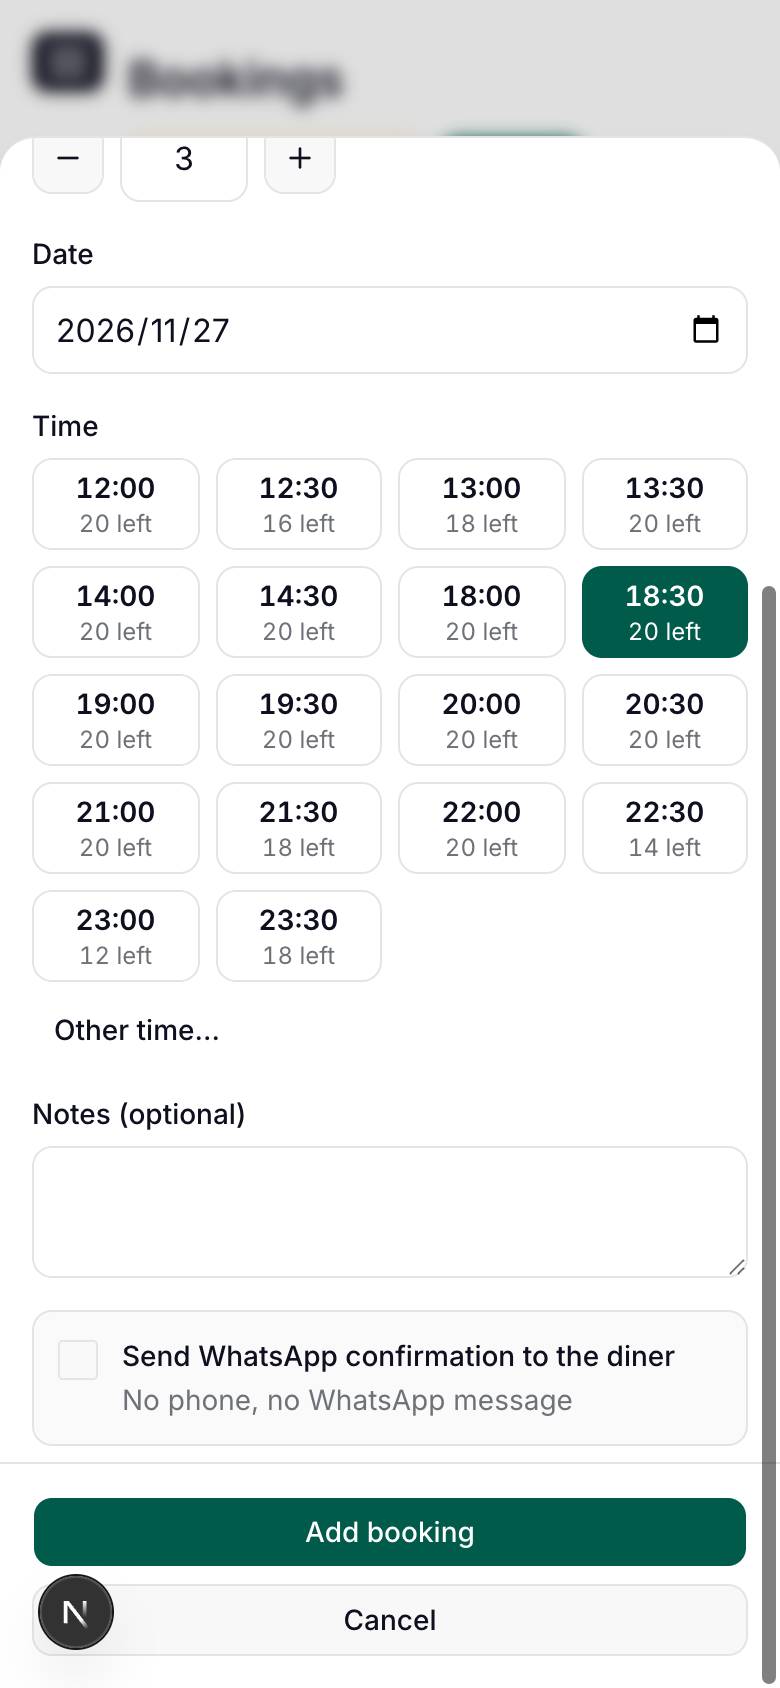 Bookings
3
Date
2026/11/27
Time
12:00 12:30 13:00 13:30
20 left 16 left 18 left 20 left
14:00 14:30 18:00 18:30
20 left 20 left 20 left 20 left
19:00 19:30 20:00 20:30
20 left 20 left 20 left 20 left
21:00 21:30 22:00 22:30
20 left 18 left 20 left 14 left
23:00 23:30
12 left 18 left
Other time...
Notes (optional)
Send WhatsApp confirmation to the diner
No phone, no WhatsApp message
Add booking
N
Cancel